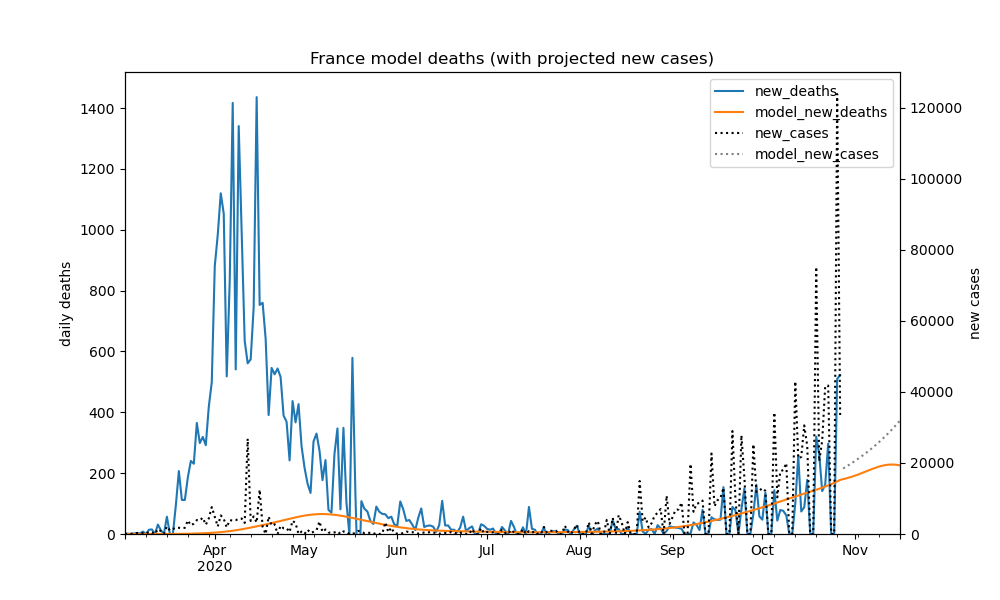 France model deaths (with projected new cases)
new_deaths
model_new_deaths
new_cases
model_new_cases
daily deaths
new cases
1400
1200
1000
800
600
400
200
0
120000
100000
80000
60000
40000
20000
0
Apr
2020
May
Jun
Jul
Aug
Sep
Oct
Nov